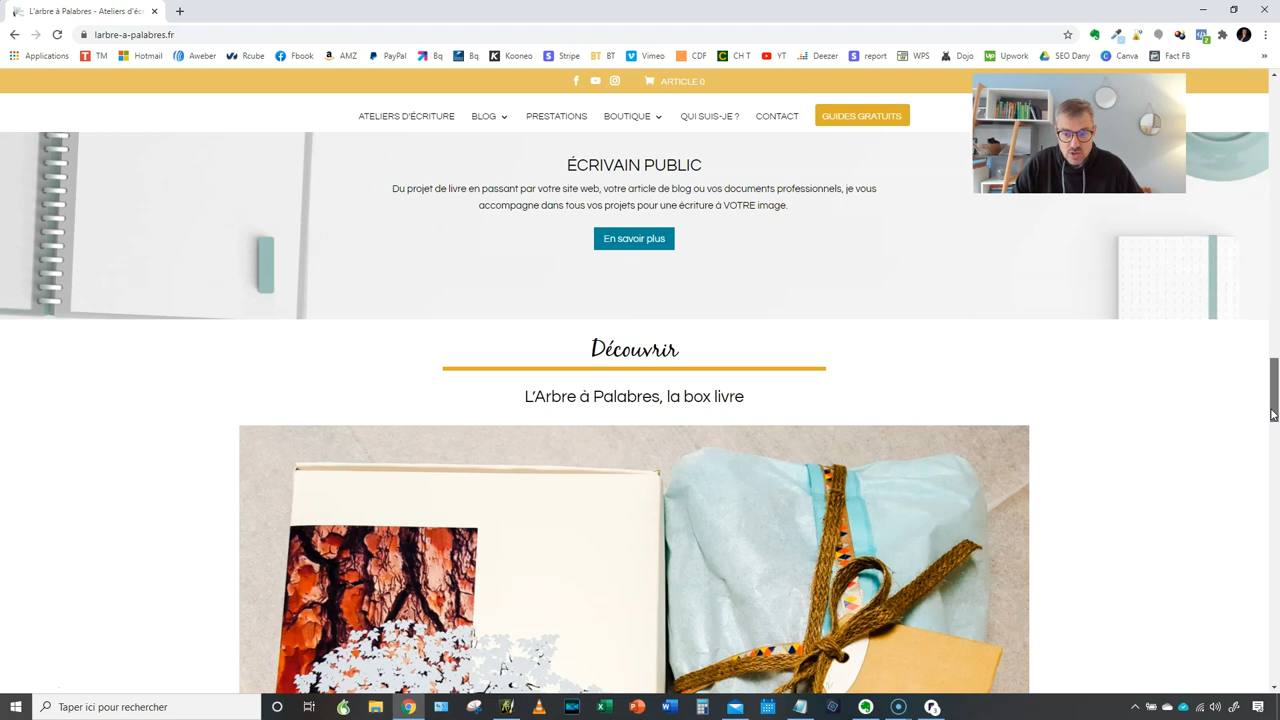 L'arbre à Palabres - Ateliers d'éc
larbre-a-palabres.fr
Applications TM Hotmail Aweber Rcube Fbook AMZ PayPal Bq Bq Kooneo Stripe BT BT Vimeo CDF CH T YT Deezer report WPS Dojo Upwork SEO Dany Canva Fact FB »
ARTICLE 0
ATELIERS D'ÉCRITURE BLOG PRESTATIONS BOUTIQUE QUI SUIS-JE ? CONTACT GUIDES GRATUITS
ÉCRIVAIN PUBLIC
Du projet de livre en passant par votre site web, votre article de blog ou vos documents professionnels, je vous
accompagne dans tous vos projets pour une écriture à VOTRE image.
En savoir plus
Découvrir
L'Arbre à Palabres, la box livre
Taper ici pour rechercher